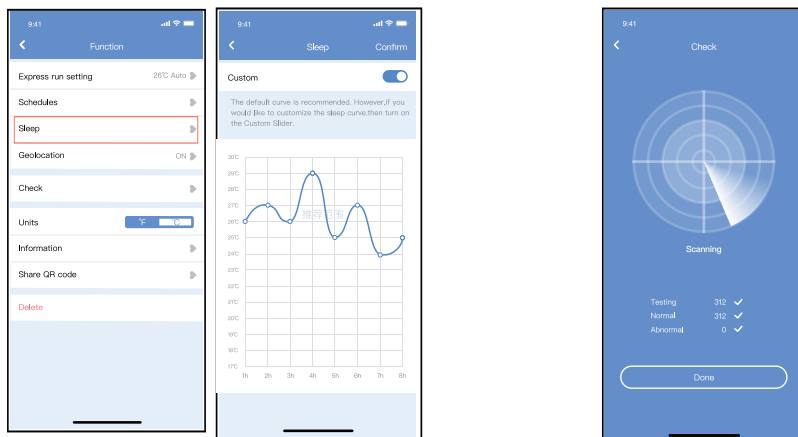 9:41
Function
Express run setting 26℃ Auto
Schedules
Sleep
Geolocation ON
Check
Units ℉ ℃
Information
Share QR code
Delete
9:41
Sleep Confirm
Custom
The default curve is recommended. However,if you
would like to customize the sleep curve.then turn on
the Custom Slider.
30℃
29℃
28℃
27℃
26℃
25℃
24℃
23℃
22℃
21℃
20℃
19℃
18℃
17℃
推荐范围
1h 2h 3h 4h 5h 6h 7h 8h
9:41
Check
Scanning
Testing 312
Normal 312
Abnormal 0
Done